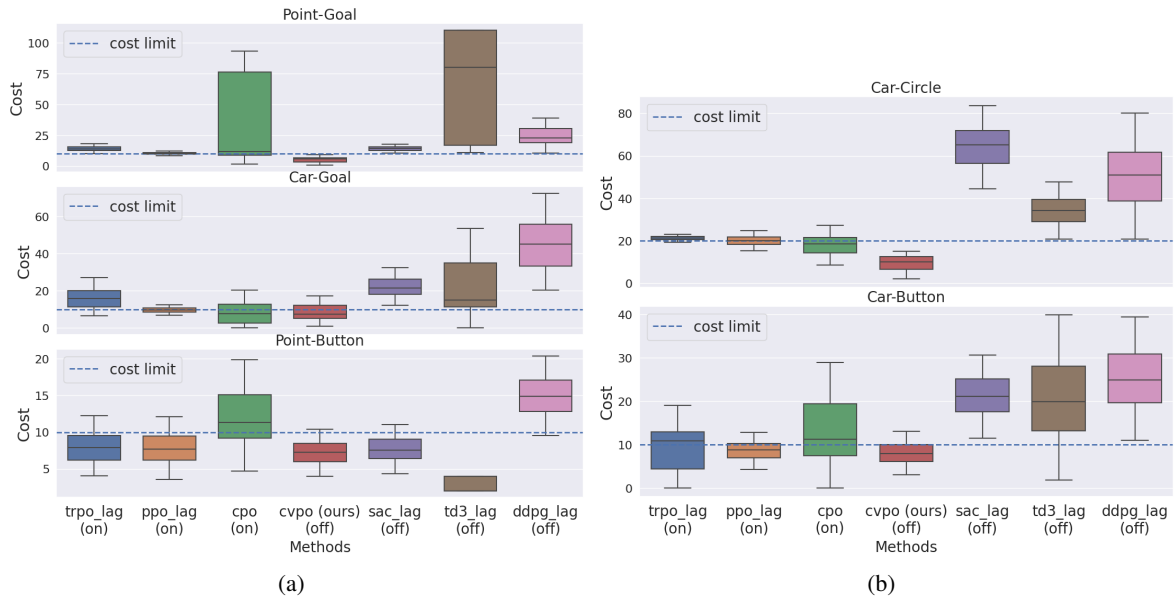 Point-Goal
cost limit
Cost
100
75
50
25
0
Car-Goal
cost limit
Cost
60
40
20
0
Point-Button
cost limit
Cost
20
15
10
5
trpo_lag ppo_lag cpo cvpo (ours) sac_lag td3_lag ddpg_lag
(on) (on) (on) (off) (off) (off) (off)
Methods
(a)
Car-Circle
cost limit
Cost
80
60
40
20
0
Car-Button
cost limit
Cost
40
30
20
10
0
trpo_lag ppo_lag cpo cvpo (ours) sac_lag td3_lag ddpg_lag
(on) (on) (on) (off) (off) (off) (off)
Methods
(b)